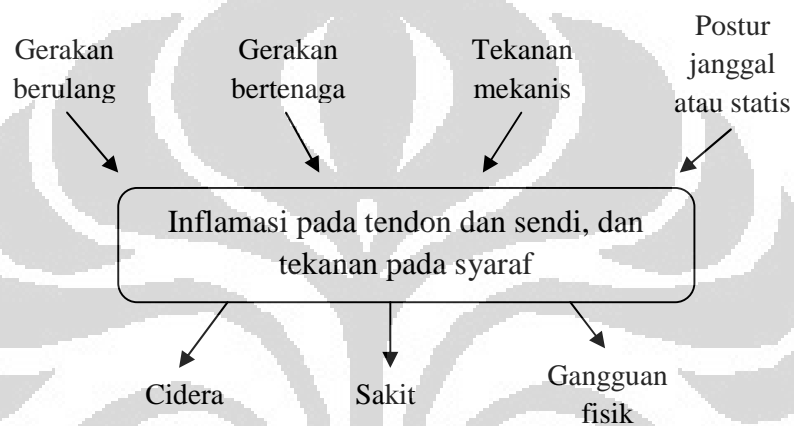 Gerakan
berulang
Gerakan
bertenaga
Tekanan
mekanis
Postur
janggal
atau statis
Inflamasi pada tendon dan sendi, dan
tekanan pada syaraf
Cidera
Sakit
Gangguan
fisik